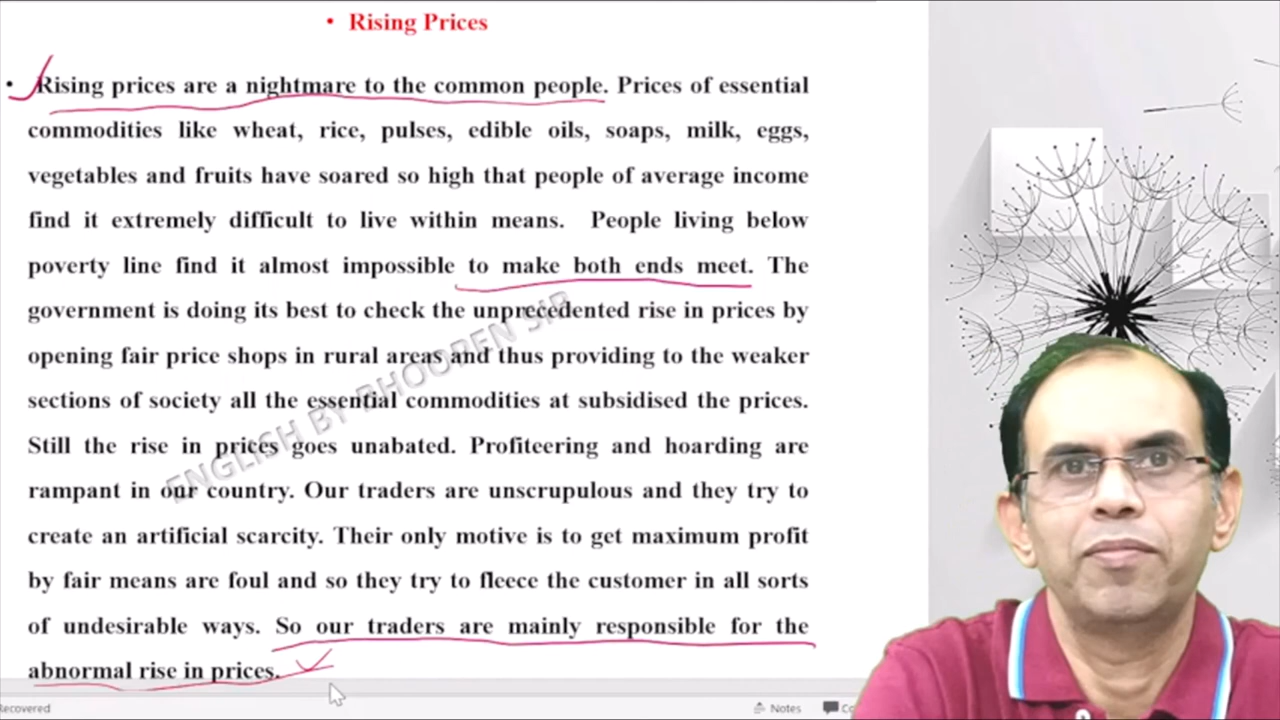 • Rising Prices
• Rising prices are a nightmare to the common people. Prices of essential
commodities like wheat, rice, pulses, edible oils, soaps, milk, eggs,
vegetables and fruits have soared so high that people of average income
find it extremely difficult to live within means. People living below
poverty line find it almost impossible to make both ends meet. The
government is doing its best to check the unprecedented rise in prices by
opening fair price shops in rural areas and thus providing to the weaker
sections of society all the essential commodities at subsidised the prices.
Still the rise in prices goes unabated. Profiteering and hoarding are
rampant in our country. Our traders are unscrupulous and they try to
create an artificial scarcity. Their only motive is to get maximum profit
by fair means are foul and so they try to fleece the customer in all sorts
of undesirable ways. So our traders are mainly responsible for the
abnormal rise in prices.
ENGLISH BY BHOOPEN SIR
Recovered
Notes